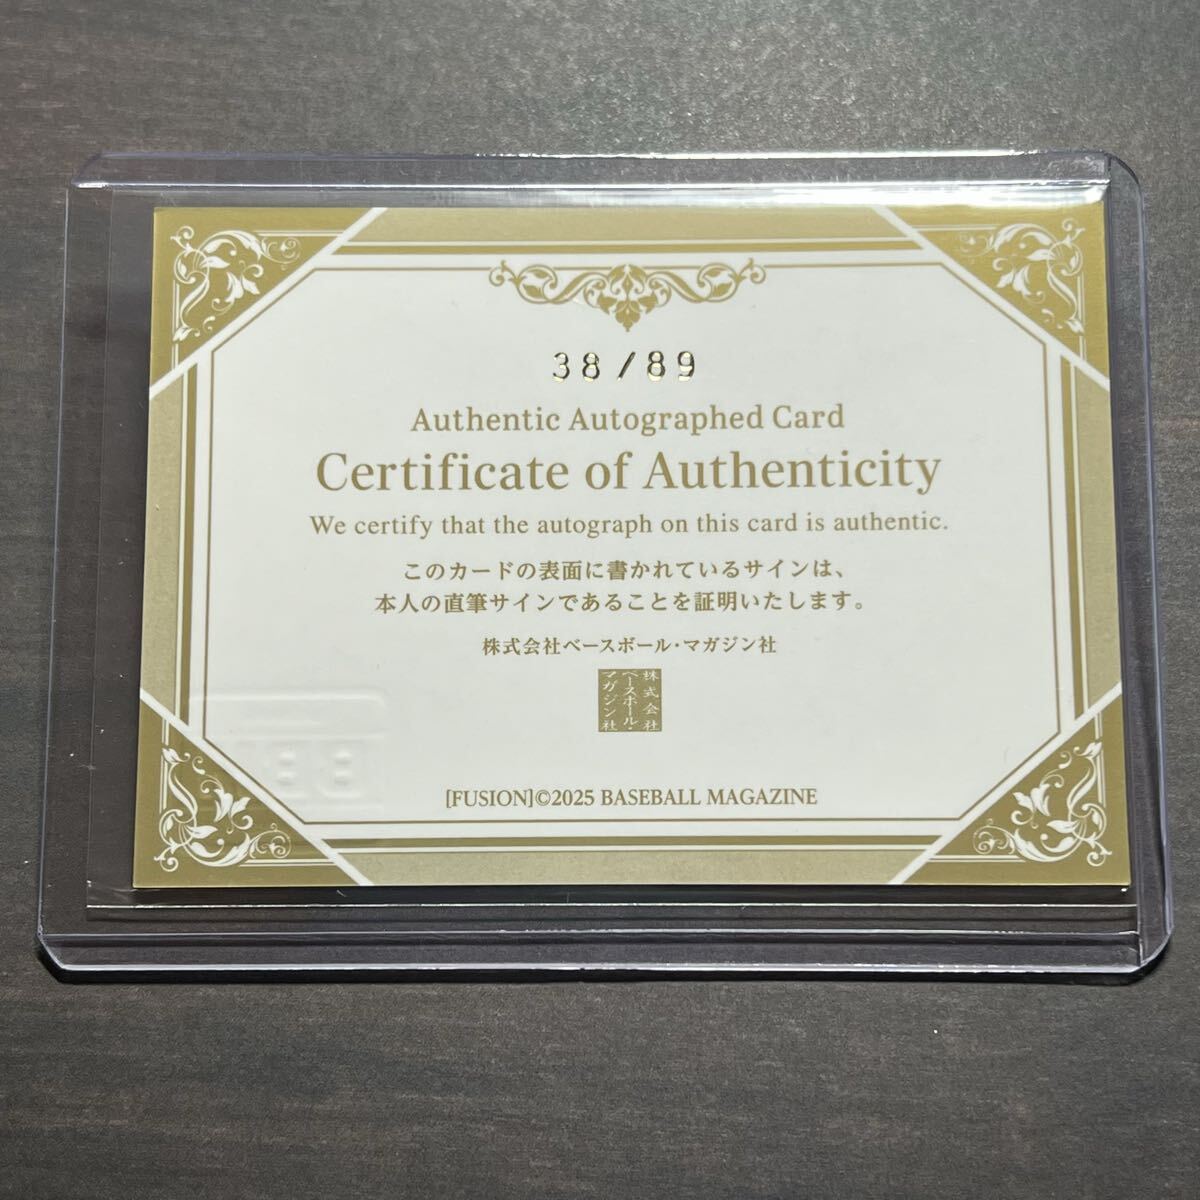 38/89
Authentic Autographed Card
Certificate of Authenticity
We certify that the autograph on this card is authentic.
このカードの表面に書かれているサインは、
本人の直筆サインであることを証明いたします。
株式会社ベースボール・マガジン社
株式会社
ベースボール・
マガジン社
[FUSION]©2025 BASEBALL MAGAZINE
BBM